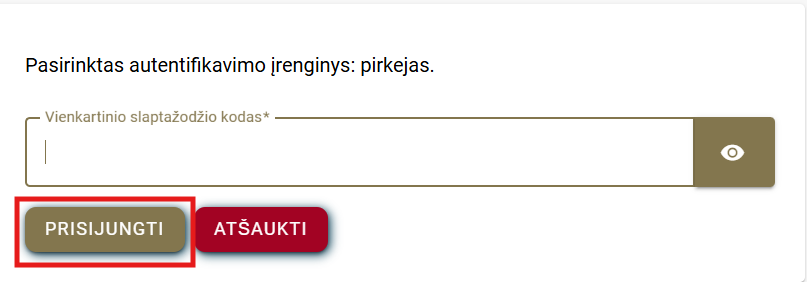 Pasirinktas autentifikavimo įrenginys: pirkejas.
Vienkartinio slaptažodžio kodas*
PRISIJUNGTI ATŠAUKTI